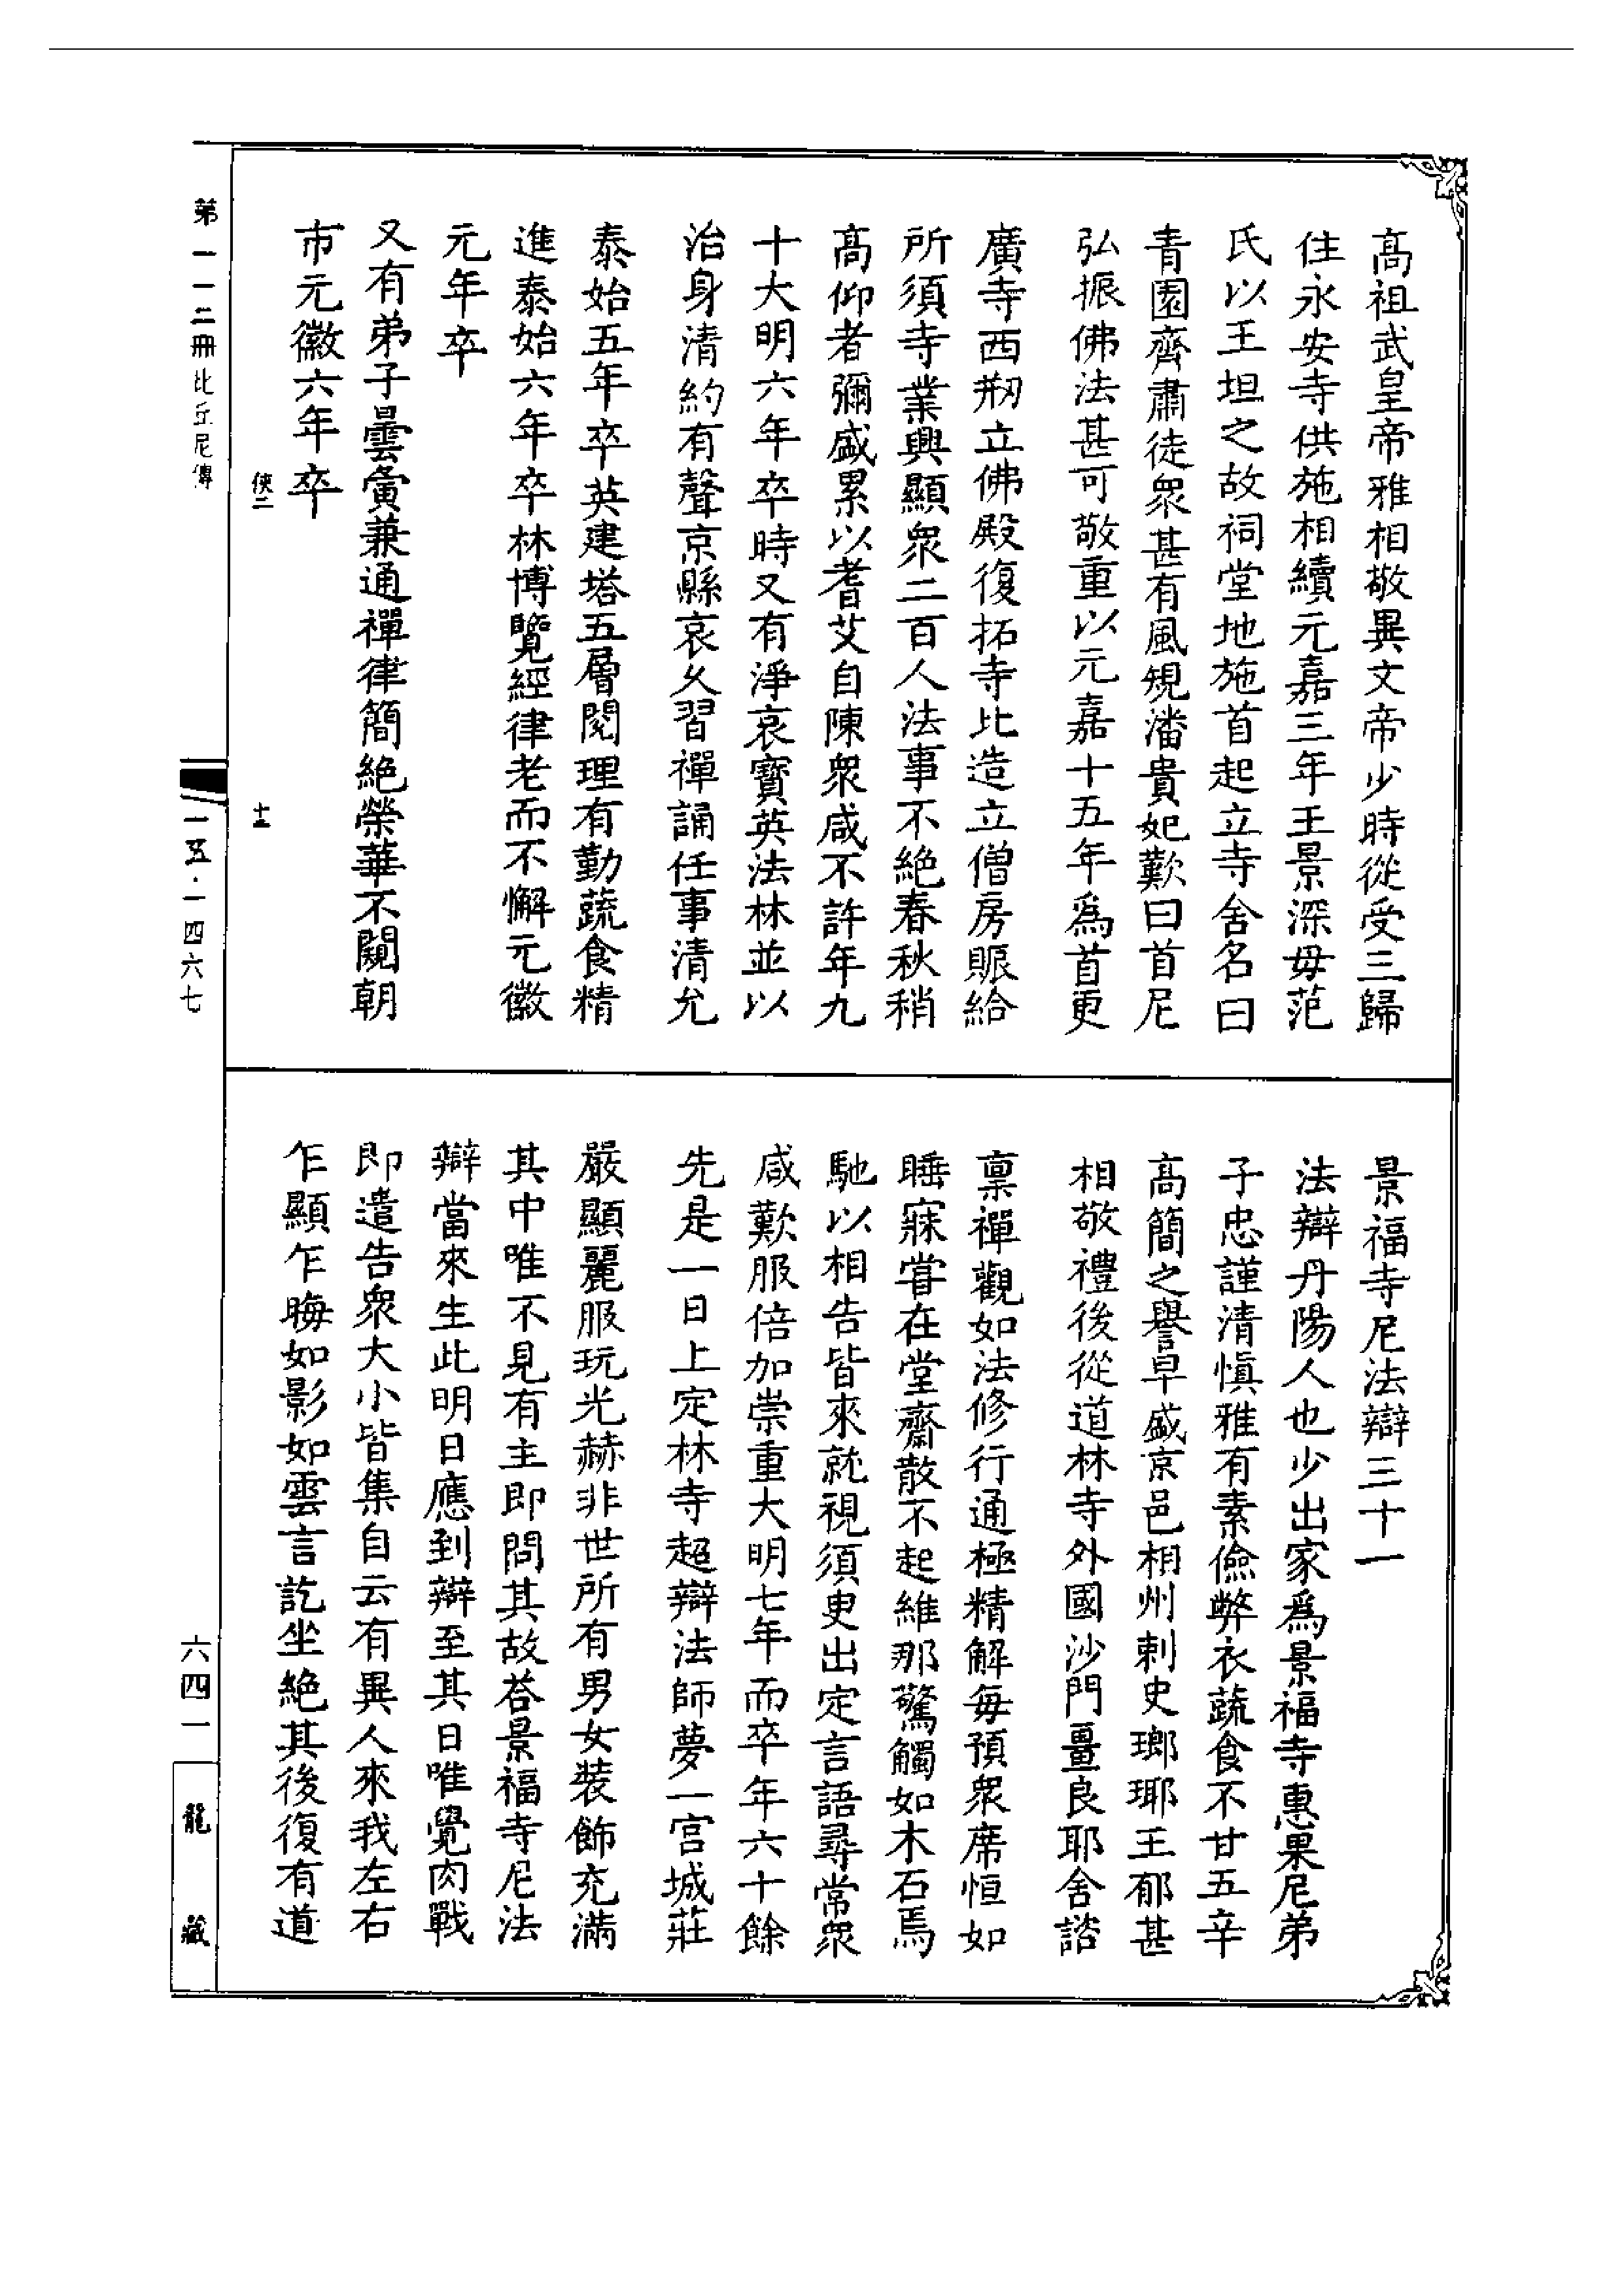 高祖武皇帝雅相敬異文帝少時從受三歸
住永安寺供施相續元嘉三年王景深毋范
氏以王坦之故祠堂地施首起立寺舍名曰
青園齊肅徒衆甚有風規潘貴妃歎曰首尼
弘振佛法甚可敬重以元嘉十五年爲首更
廣寺西剏立佛殿復拓寺比造立僧房賑給
所須寺業興顯衆二百人法事不絶春秋稍
高仰者彌盛累以耆艾自陳衆咸不許年九
十大明六年卒時又有淨哀寶英法林並以
治身清約有聲京縣哀久習禪誦任事清允
泰始五年卒英建塔五層閱理有勤蔬食精
進泰始六年卒林博覽經律老而不懈元徽
元年卒
又有弟子曇寅兼通禪律簡絶榮華不闚朝
市元徽六年卒
俠二
十三
景福寺尼法辯三十一
法辯丹陽人也少出家爲景福寺惠果尼弟
子忠謹清愼雅有素儉弊衣蔬食不甘五辛
高簡之譽早盛京邑相州刺史瑯瑘王郁甚
相敬禮後從道林寺外國沙門畺良耶舍諮
禀禪觀如法修行通極精解每預衆席恒如
睡寐甞在堂齋散不起維那驚觸如木石焉
馳以相告皆來就視須臾出定言語尋常衆
咸歎服倍加崇重大明七年而卒年六十餘
先是一日上定林寺超辯法師夢一宮城莊
嚴顯麗服玩光赫非世所有男女裝飾充滿
其中唯不見有主即問其故荅景福寺尼法
辯當來生此明日應到辯至其日唯覺肉戰
即遣告衆大小皆集自云有異人來我左右
乍顯乍晦如影如雲言訖坐絶其後復有道
第一一二冊 比丘尼傳
一五·一四六七
六四一
龍藏